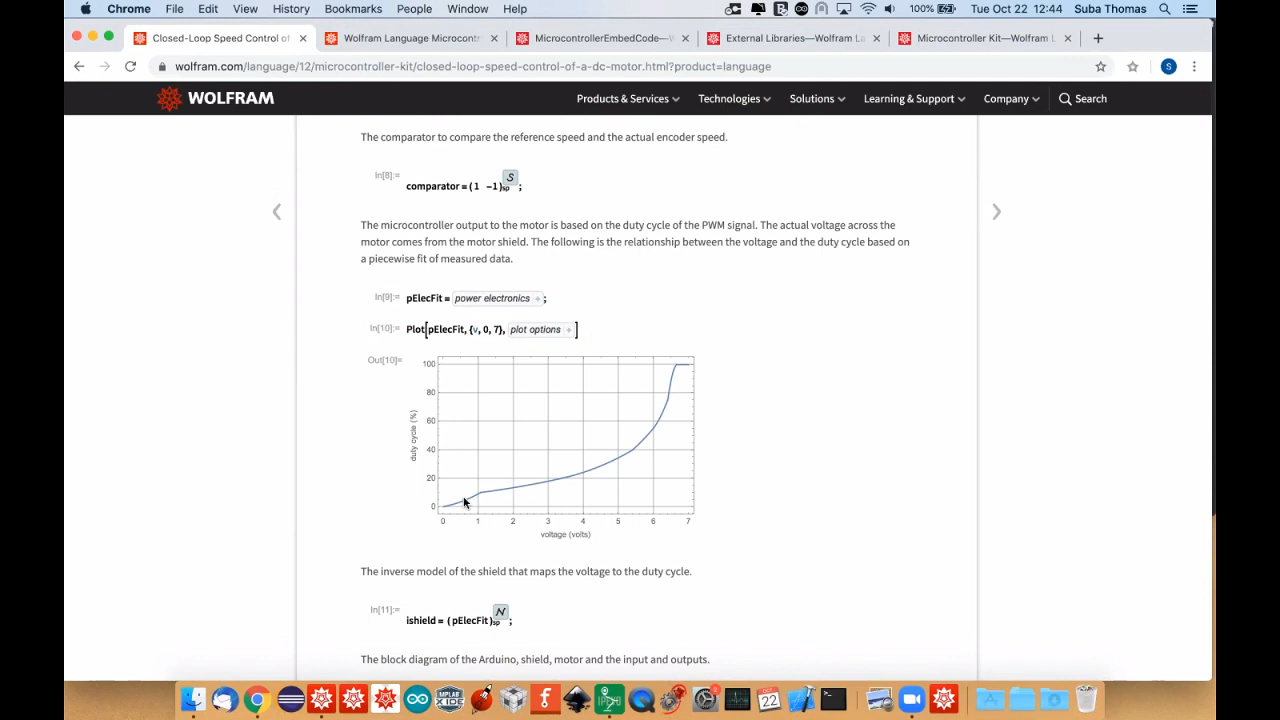 Chrome File Edit View History Bookmarks People Window Help 100% Tue Oct 22 12:44 Suba Thomas
Closed-Loop Speed Control of Wolfram Language Microcontr MicrocontrollerEmbedCode—W External Libraries—Wolfram La Microcontroller Kit—Wolfram L
wolfram.com/language/12/microcontroller-kit/closed-loop-speed-control-of-a-dc-motor.html?product=language
WOLFRAM Products & Services Technologies Solutions Learning & Support Company Search
The comparator to compare the reference speed and the actual encoder speed.
In[8]:= comparator = (1 -1)sp S ;
The microcontroller output to the motor is based on the duty cycle of the PWM signal. The actual voltage across the
motor comes from the motor shield. The following is the relationship between the voltage and the duty cycle based on
a piecewise fit of measured data.
In[9]:= pElecFit = power electronics + ;
In[10]:= Plot[pElecFit, {v, 0, 7}, plot options + ]
Out[10]=
100
80
60
40
20
0
duty cycle (%)
0 1 2 3 4 5 6 7
voltage (volts)
The inverse model of the shield that maps the voltage to the duty cycle.
In[11]:= ishield = (pElecFit)sp N ;
The block diagram of the Arduino, shield, motor and the input and outputs.